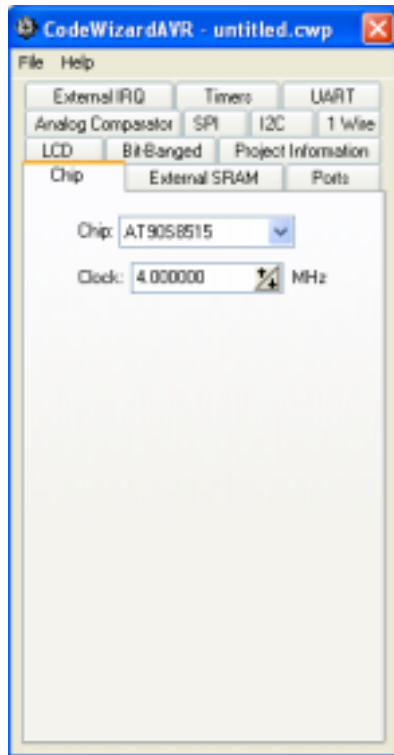 CodeWizardAVR - untitled.cwp
File Help
External IRQ Timers UART
Analog Comparator SPI I2C 1 Wire
LCD Bit-Banged Project Information
Chip External SRAM Ports
Chip: AT90S8515
Clock: 4.000000 MHz